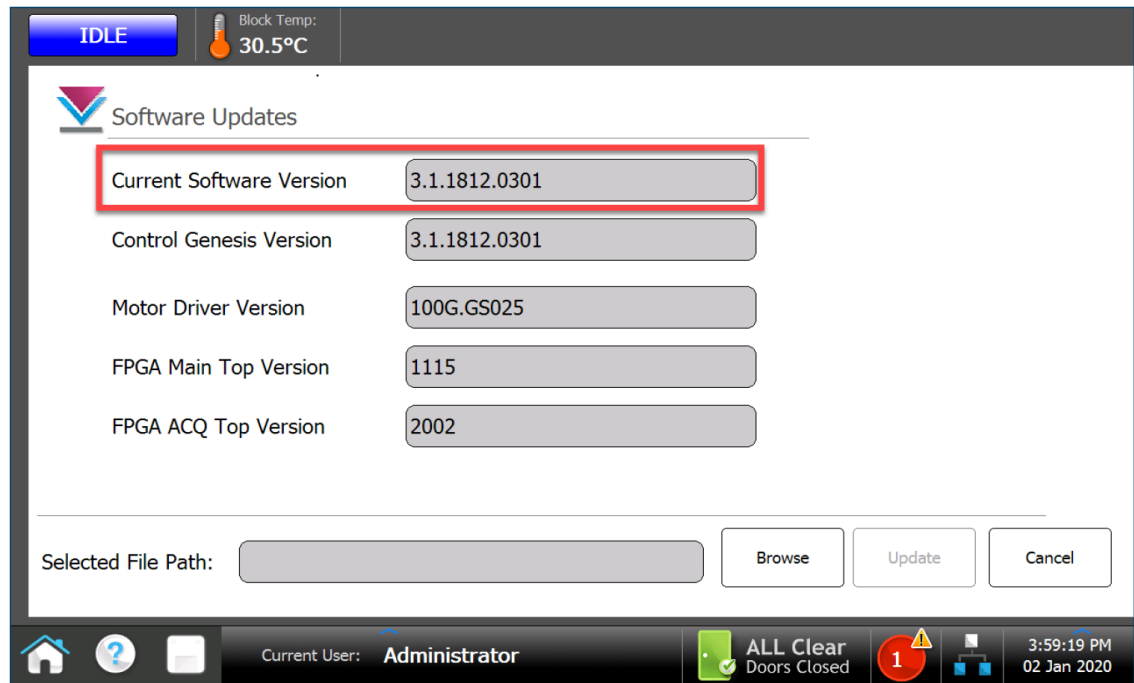 IDLE
Block Temp:
30.5°C
Software Updates
Current Software Version 3.1.1812.0301
Control Genesis Version 3.1.1812.0301
Motor Driver Version 100G.GS025
FPGA Main Top Version 1115
FPGA ACQ Top Version 2002
Selected File Path: Browse Update Cancel
?
Current User: Administrator
ALL Clear
Doors Closed
1
3:59:19 PM
02 Jan 2020